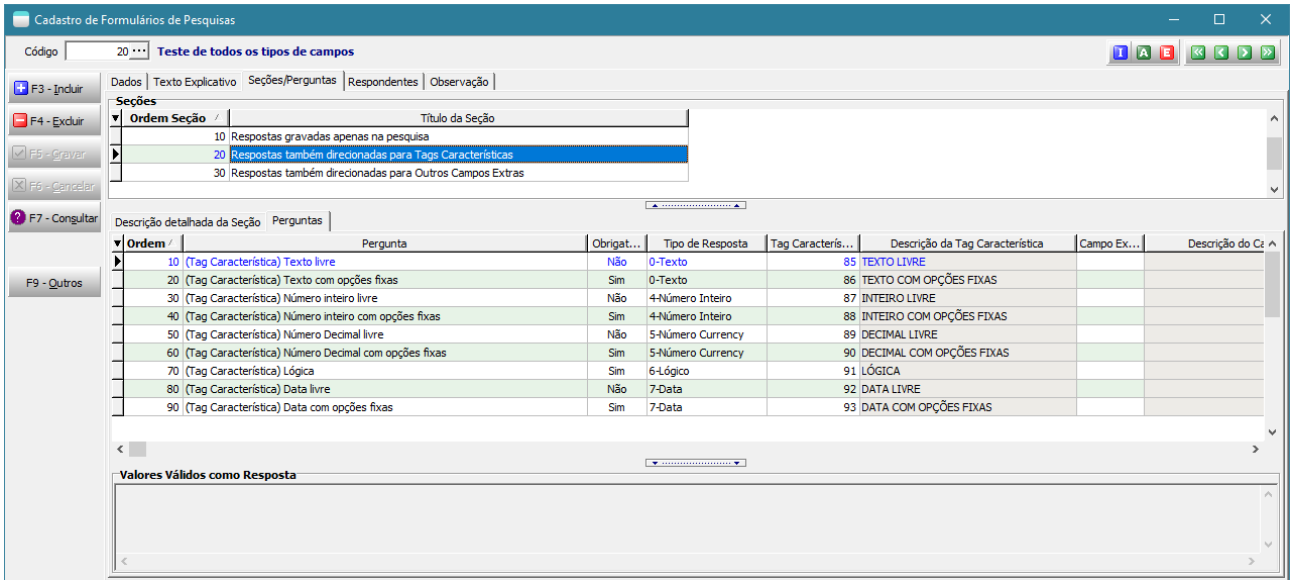 Cadastro de Formulários de Pesquisas
Código 20 ... Teste de todos os tipos de campos I A E
F3 - Incluir
F4 - Excluir
F5 - Gravar
F6 - Cancelar
F7 - Consultar
F9 - Outros
Dados Texto Explicativo Seções/Perguntas Respondentes Observação
Seções
Ordem Seção Título da Seção
10 Respostas gravadas apenas na pesquisa
20 Respostas também direcionadas para Tags Características
30 Respostas também direcionadas para Outros Campos Extras
Descrição detalhada da Seção Perguntas
Ordem Pergunta Obrigat... Tipo de Resposta Tag Caracterís... Descrição da Tag Característica Campo Ex... Descrição do Ca
10 (Tag Característica) Texto livre Não 0-Texto 85 TEXTO LIVRE
20 (Tag Característica) Texto com opções fixas Sim 0-Texto 86 TEXTO COM OPÇÕES FIXAS
30 (Tag Característica) Número inteiro livre Não 4-Número Inteiro 87 INTEIRO LIVRE
40 (Tag Característica) Número inteiro com opções fixas Sim 4-Número Inteiro 88 INTEIRO COM OPÇÕES FIXAS
50 (Tag Característica) Número Decimal livre Não 5-Número Currency 89 DECIMAL LIVRE
60 (Tag Característica) Número Decimal com opções fixas Sim 5-Número Currency 90 DECIMAL COM OPÇÕES FIXAS
70 (Tag Característica) Lógica Sim 6-Lógico 91 LÓGICA
80 (Tag Característica) Data livre Não 7-Data 92 DATA LIVRE
90 (Tag Característica) Data com opções fixas Sim 7-Data 93 DATA COM OPÇÕES FIXAS
Valores Válidos como Resposta